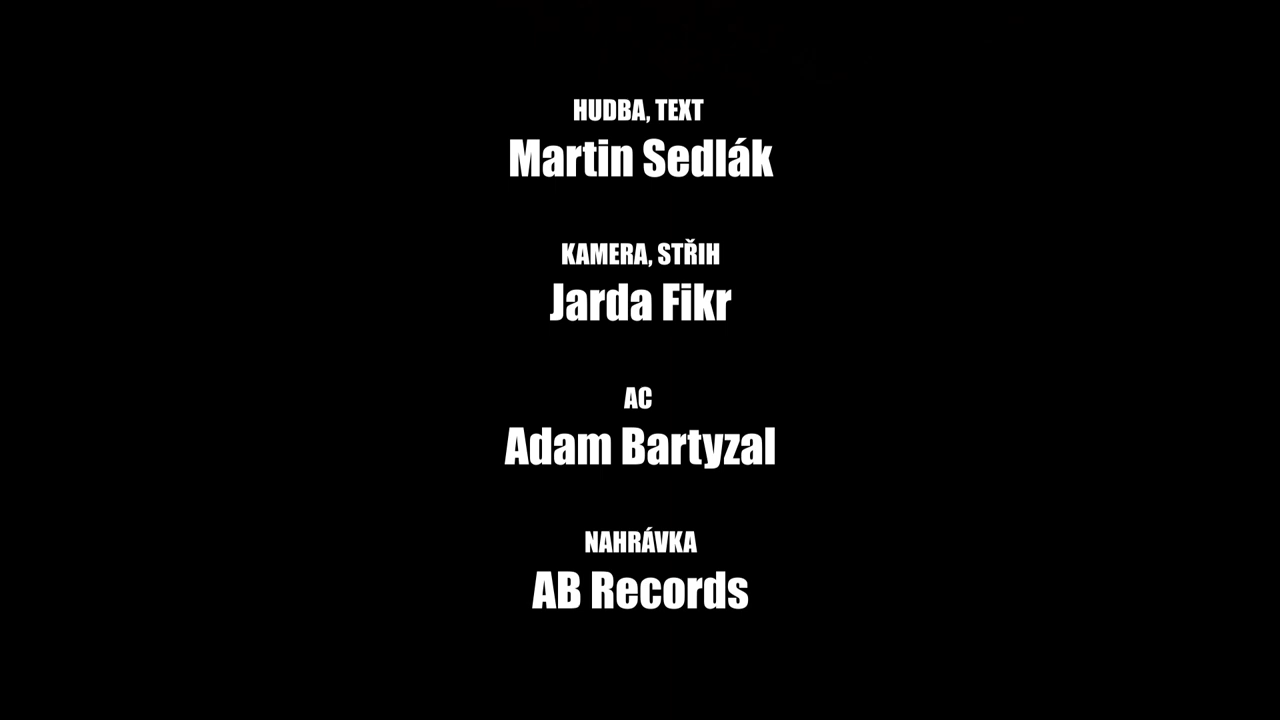 HUDBA, TEXT
Martin Sedlák
KAMERA, STŘIH
Jarda Fikr
AC
Adam Bartyzal
NAHRÁVKA
AB Records